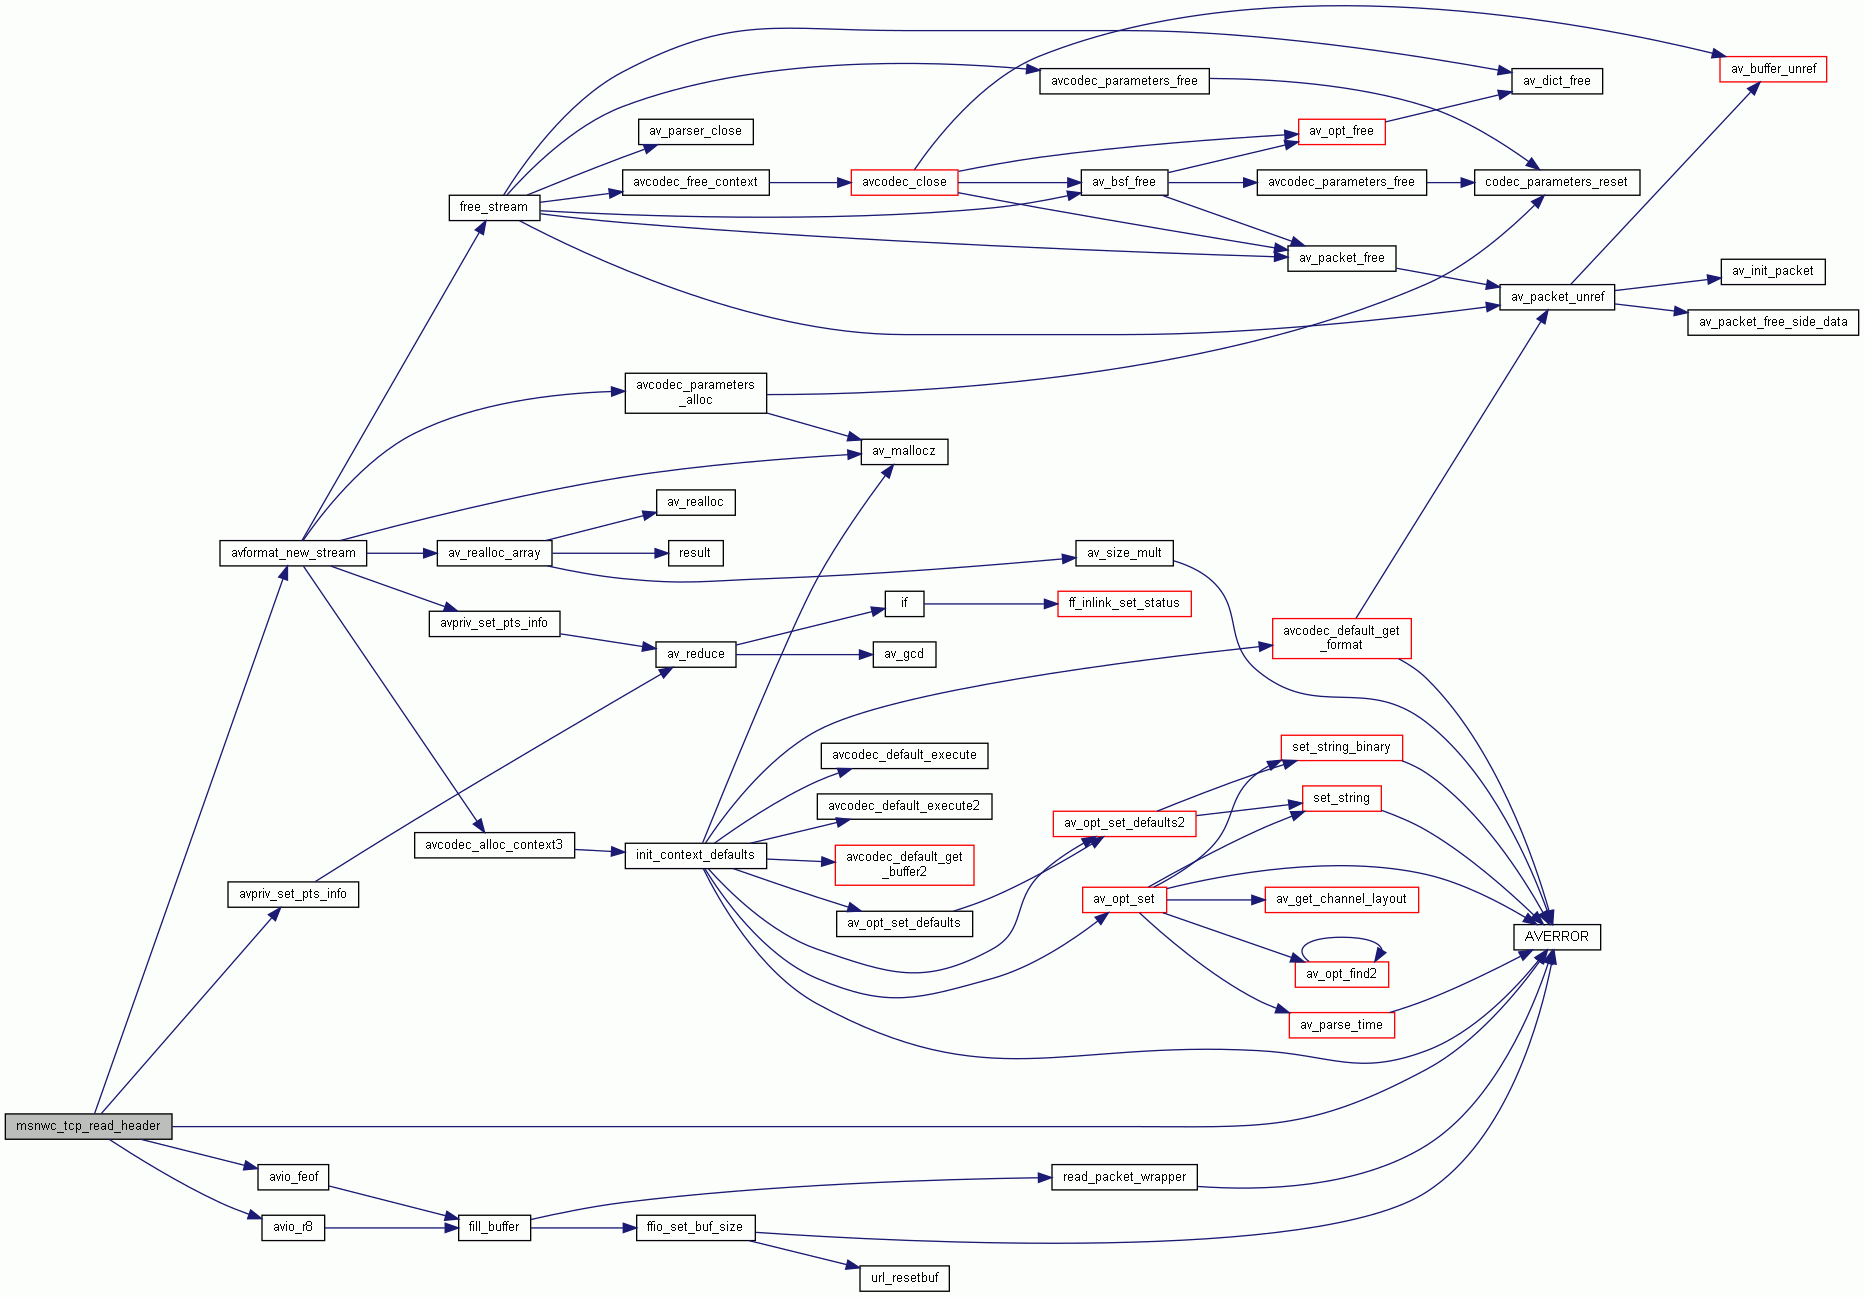 av_buffer_unref
avcodec_parameters_free
av_dict_free
av_parser_close
av_opt_free
avcodec_free_context
avcodec_close
av_bsf_free
avcodec_parameters_free
codec_parameters_reset
free_stream
av_packet_free
av_init_packet
av_packet_unref
av_packet_free_side_data
avcodec_parameters
_alloc
av_mallocz
av_realloc
avformat_new_stream
av_realloc_array
result
av_size_mult
if
ff_inlink_set_status
avpriv_set_pts_info
avcodec_default_get
_format
av_reduce
av_gcd
set_string_binary
avcodec_default_execute
set_string
avcodec_default_execute2
av_opt_set_defaults2
avcodec_alloc_context3
init_context_defaults
avcodec_default_get
_buffer2
avpriv_set_pts_info
av_opt_set
av_get_channel_layout
av_opt_set_defaults
AVERROR
av_opt_find2
av_parse_time
msnwc_tcp_read_header
avio_feof
read_packet_wrapper
avio_r8
fill_buffer
ffio_set_buf_size
url_resetbuf